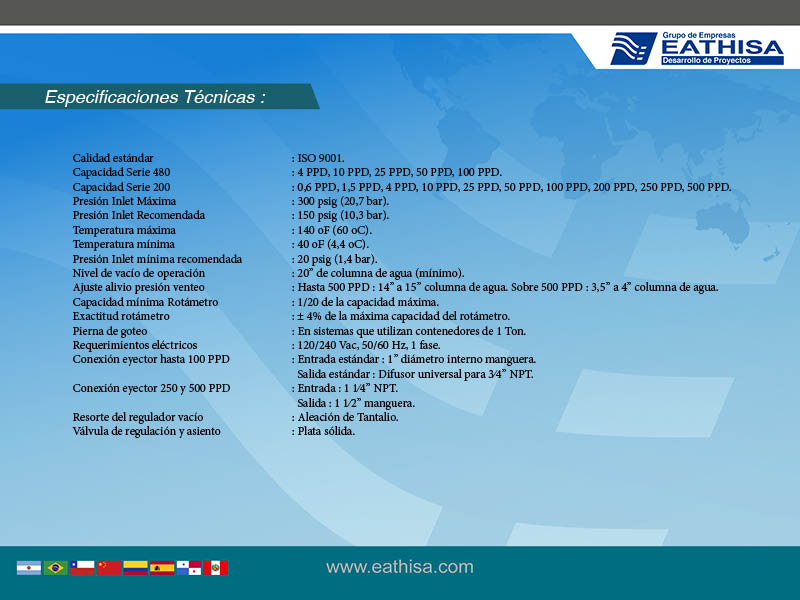 Grupo de Empresas
EATHISA
Desarrollo de Proyectos
Especificaciones Técnicas :
Calidad estándar : ISO 9001.
Capacidad Serie 480 : 4 PPD, 10 PPD, 25 PPD, 50 PPD, 100 PPD.
Capacidad Serie 200 : 0,6 PPD, 1,5 PPD, 4 PPD, 10 PPD, 25 PPD, 50 PPD, 100 PPD, 200 PPD, 250 PPD, 500 PPD.
Presión Inlet Máxima : 300 psig (20,7 bar).
Presión Inlet Recomendada : 150 psig (10,3 bar).
Temperatura máxima : 140 oF (60 oC).
Temperatura mínima : 40 oF (4,4 oC).
Presión Inlet mínima recomendada : 20 psig (1,4 bar).
Nivel de vacío de operación : 20” de columna de agua (mínimo).
Ajuste alivio presión venteo : Hasta 500 PPD : 14” a 15” columna de agua. Sobre 500 PPD : 3,5” a 4” columna de agua.
Capacidad mínima Rotámetro : 1/20 de la capacidad máxima.
Exactitud rotámetro : ± 4% de la máxima capacidad del rotámetro.
Pierna de goteo : En sistemas que utilizan contenedores de 1 Ton.
Requerimientos eléctricos : 120/240 Vac, 50/60 Hz, 1 fase.
Conexión eyector hasta 100 PPD : Entrada estándar : 1” diámetro interno manguera.
Salida estándar : Difusor universal para 3/4” NPT.
Conexión eyector 250 y 500 PPD : Entrada : 1 1/4” NPT.
Salida : 1 1/2” manguera.
Resorte del regulador vacío : Aleación de Tantalio.
Válvula de regulación y asiento : Plata sólida.
www.eathisa.com